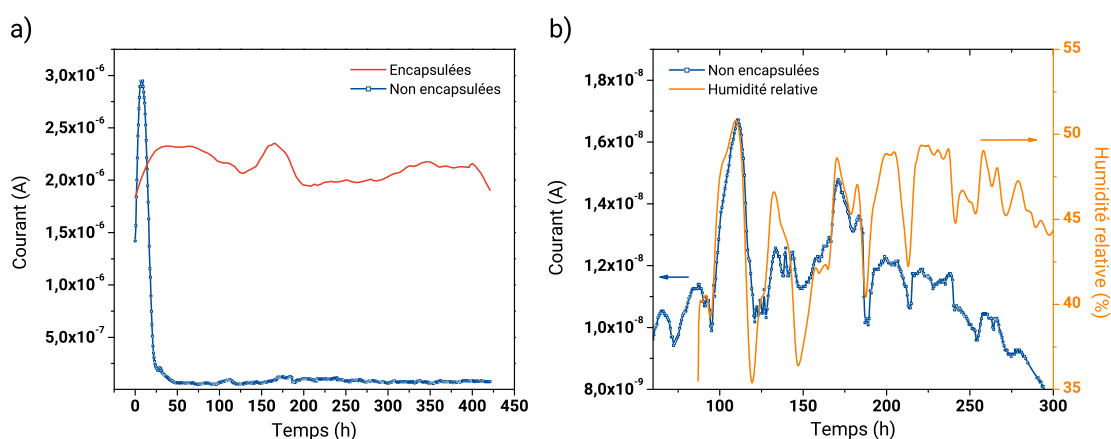 a)
Courant (A)
3,0x10⁻⁶
2,5x10⁻⁶
2,0x10⁻⁶
1,5x10⁻⁶
1,0x10⁻⁶
5,0x10⁻⁷
Encapsulées
Non encapsulées
0 50 100 150 200 250 300 350 400 450
Temps (h)
b)
Courant (A)
1,8x10⁻⁸
1,6x10⁻⁸
1,4x10⁻⁸
1,2x10⁻⁸
1,0x10⁻⁸
8,0x10⁻⁹
Non encapsulées
Humidité relative
55
50
45
40
35
Humidité relative (%)
100 150 200 250 300
Temps (h)